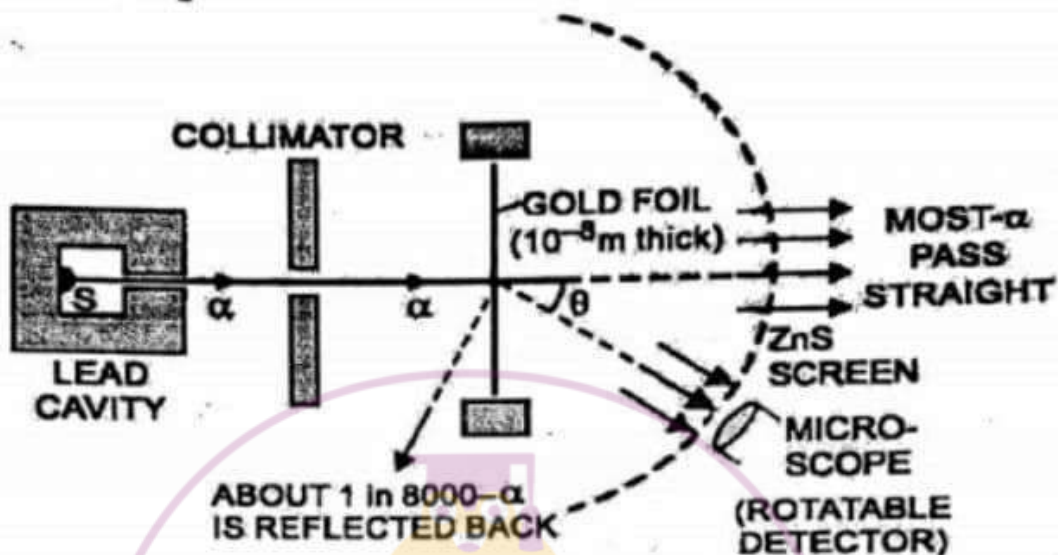 COLLIMATOR
GOLD FOIL
(10⁻⁸m thick)
MOST-α
PASS
STRAIGHT
S
α
α
θ
LEAD
CAVITY
ZnS
SCREEN
MICRO-
SCOPE
(ROTATABLE
DETECTOR)
ABOUT 1 in 8000-α
IS REFLECTED BACK